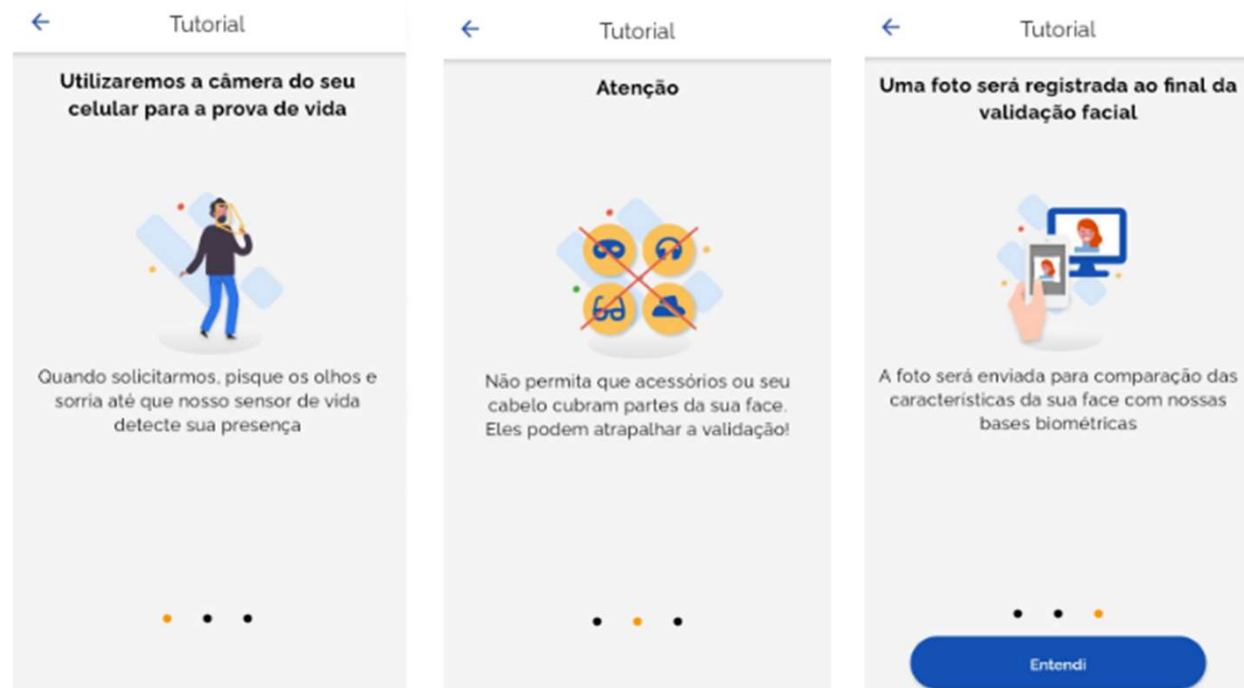 Tutorial
Utilizaremos a câmera do seu
celular para a prova de vida
Quando solicitarmos, pisque os olhos e
sorria até que nosso sensor de vida
detecte sua presença
Tutorial
Atenção
Não permita que acessórios ou seu
cabelo cubram partes da sua face.
Eles podem atrapalhar a validação!
Tutorial
Uma foto será registrada ao final da
validação facial
A foto será enviada para comparação das
características da sua face com nossas
bases biométricas
Entendi